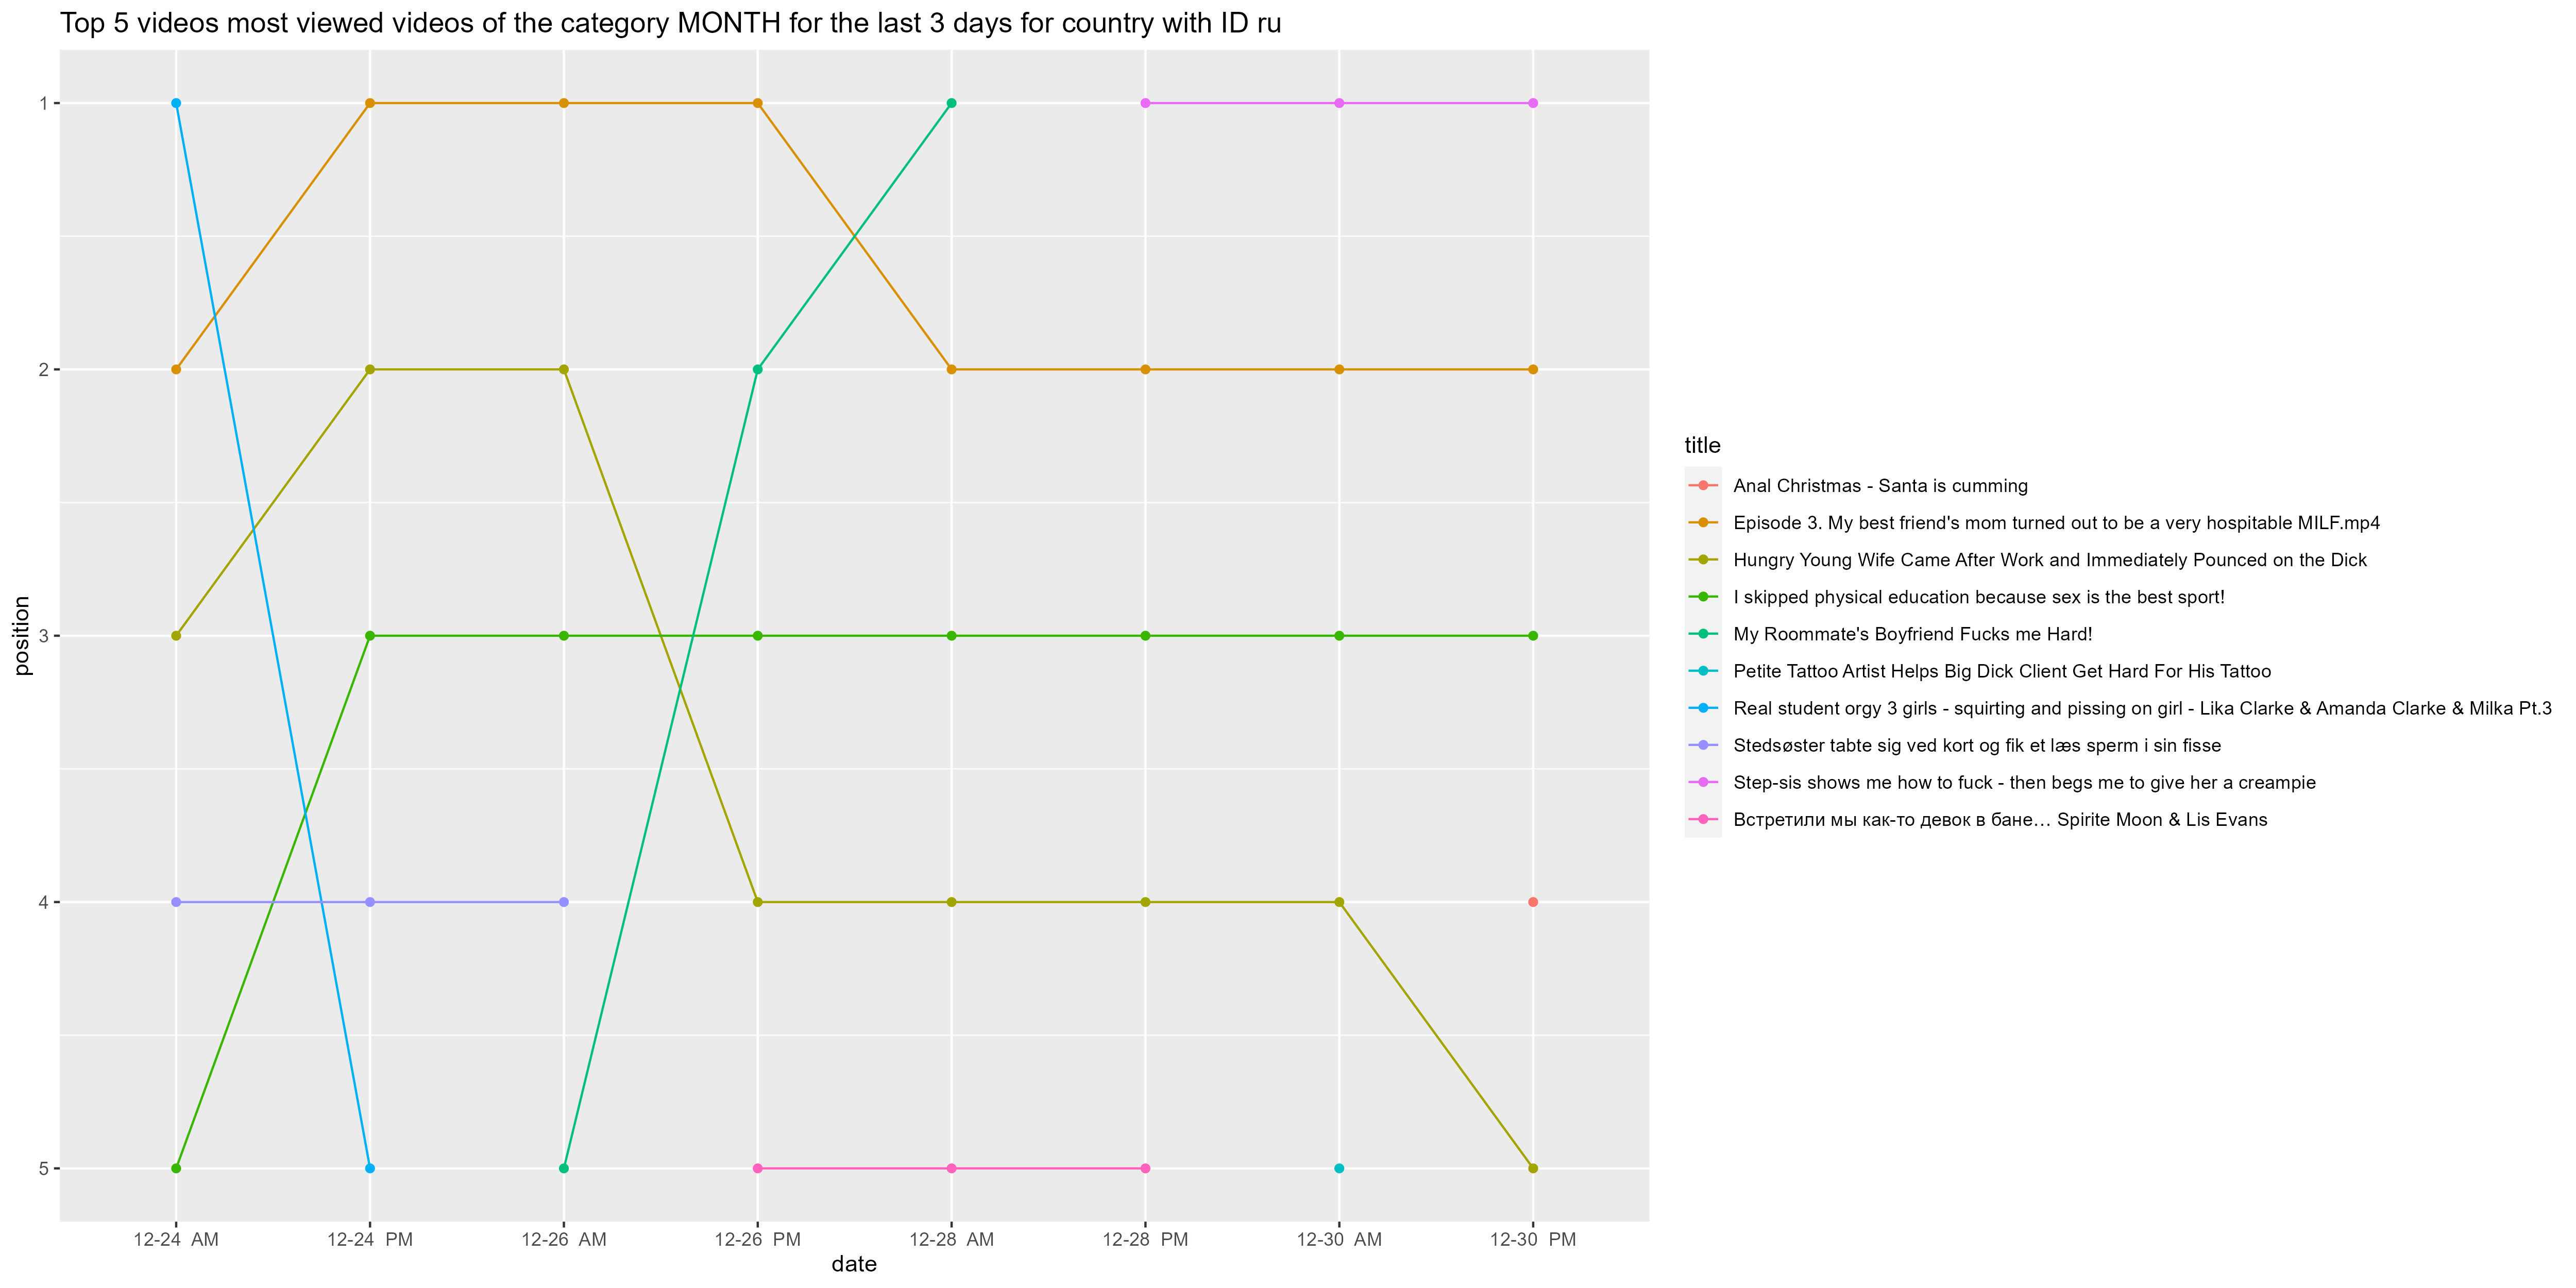 Top 5 videos most viewed videos of the category MONTH for the last 3 days for country with ID ru
position
1
2
3
4
5
12-24 AM
12-24 PM
12-26 AM
12-26 PM
12-28 AM
12-28 PM
12-30 AM
12-30 PM
date
title
Anal Christmas - Santa is cumming
Episode 3. My best friend's mom turned out to be a very hospitable MILF.mp4
Hungry Young Wife Came After Work and Immediately Pounced on the Dick
I skipped physical education because sex is the best sport!
My Roommate's Boyfriend Fucks me Hard!
Petite Tattoo Artist Helps Big Dick Client Get Hard For His Tattoo
Real student orgy 3 girls - squirting and pissing on girl - Lika Clarke & Amanda Clarke & Milka Pt.3
Stedsøster tabte sig ved kort og fik et læs sperm i sin fisse
Step-sis shows me how to fuck - then begs me to give her a creampie
Встретили мы как-то девок в бане… Spirite Moon & Lis Evans